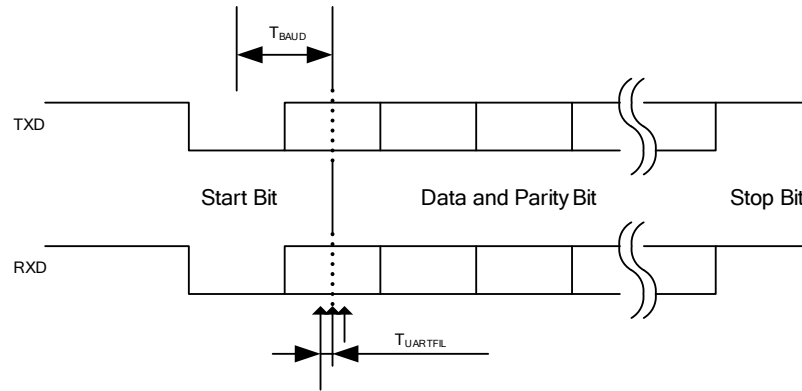 TBAUD
TXD
Start Bit Data and Parity Bit Stop Bit
RXD
TUARTFIL